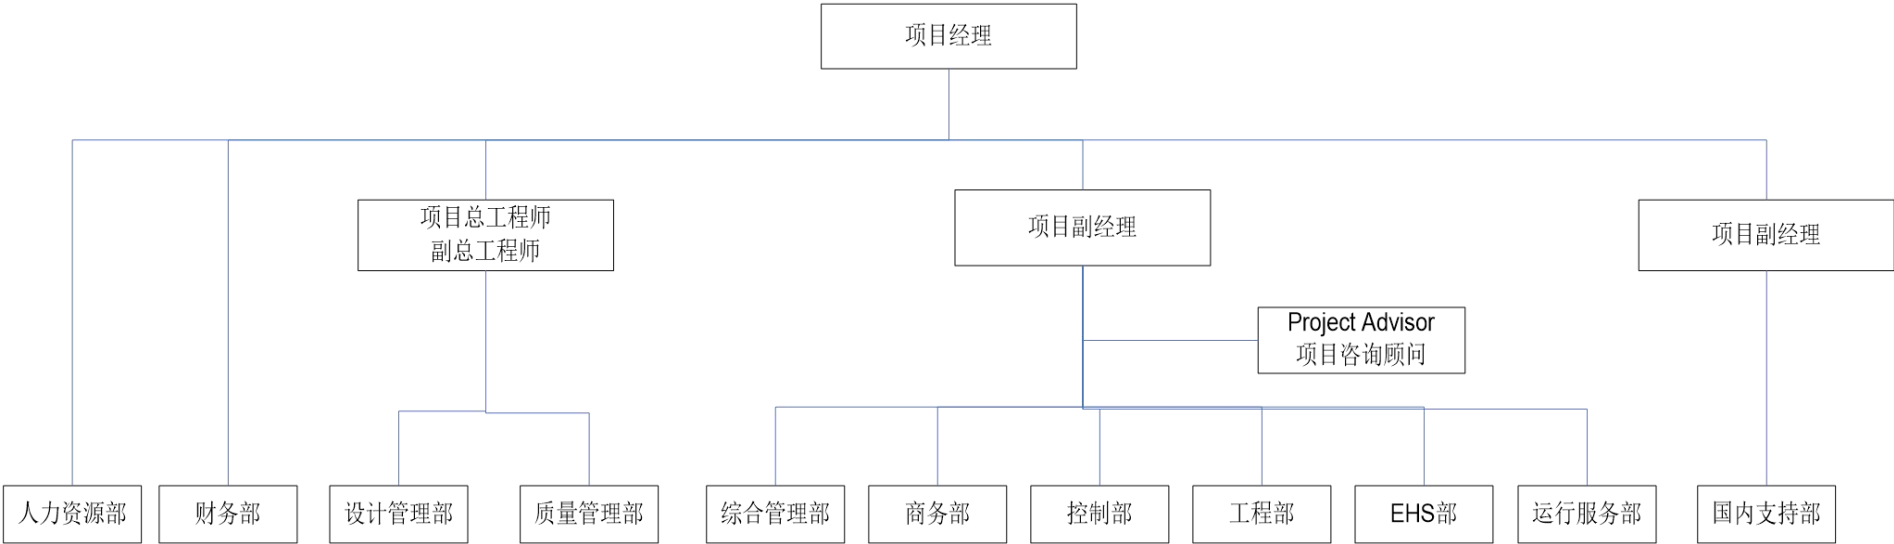 项目经理
项目总工程师
副总工程师
项目副经理
项目副经理
Project Advisor
项目咨询顾问
人力资源部
财务部
设计管理部
质量管理部
综合管理部
商务部
控制部
工程部
EHS部
运行服务部
国内支持部